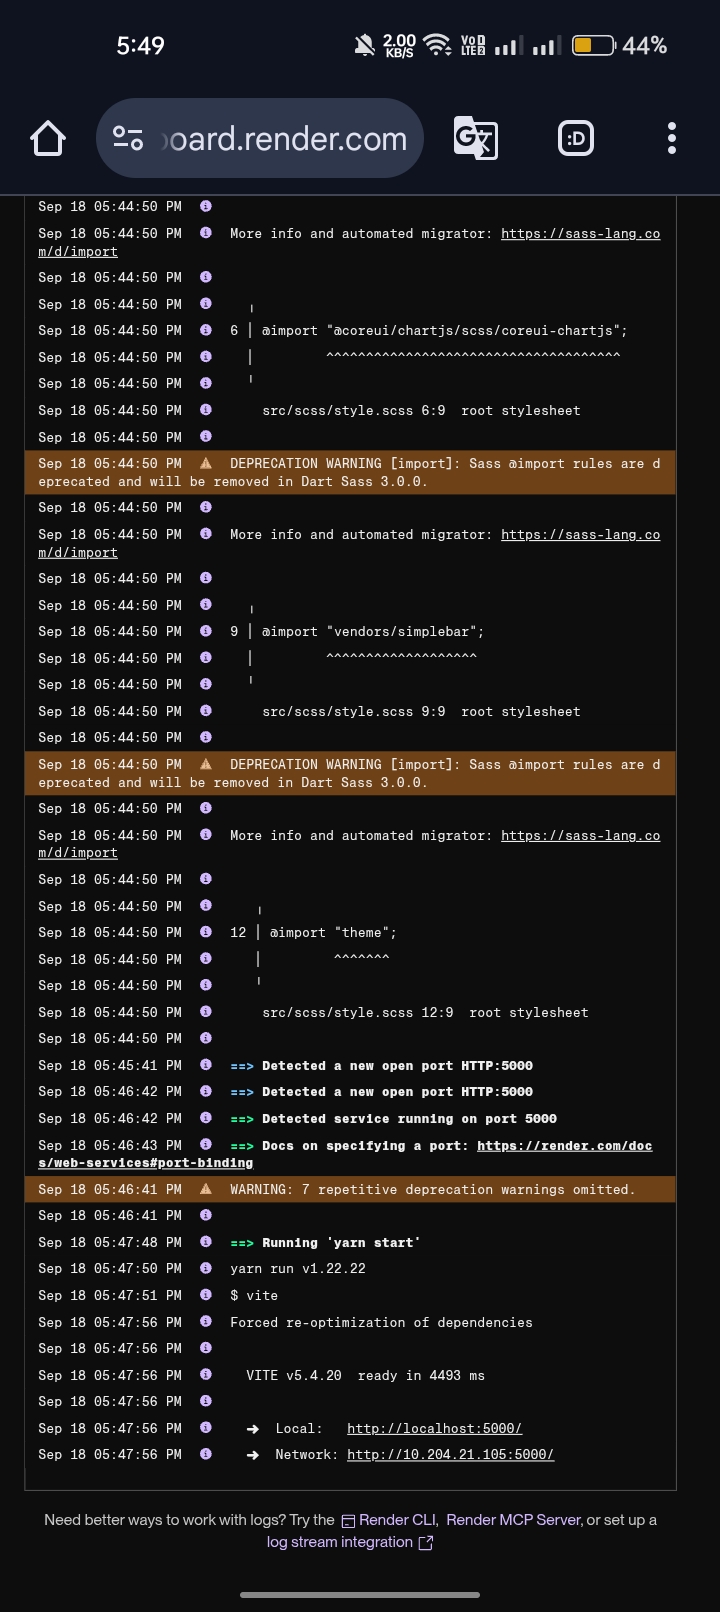 5:49 2.00 KB/S Vo LTE 44%
oard.render.com :D
Sep 18 05:44:50 PM
Sep 18 05:44:50 PM More info and automated migrator: https://sass-lang.co
m/d/import
Sep 18 05:44:50 PM
Sep 18 05:44:50 PM ╷
Sep 18 05:44:50 PM 6 │ @import "@coreui/chartjs/scss/coreui-chartjs";
Sep 18 05:44:50 PM │ ^^^^^^^^^^^^^^^^^^^^^^^^^^^^^^^^^^^^^
Sep 18 05:44:50 PM ╵
Sep 18 05:44:50 PM src/scss/style.scss 6:9 root stylesheet
Sep 18 05:44:50 PM
Sep 18 05:44:50 PM DEPRECATION WARNING [import]: Sass @import rules are d
eprecated and will be removed in Dart Sass 3.0.0.
Sep 18 05:44:50 PM
Sep 18 05:44:50 PM More info and automated migrator: https://sass-lang.co
m/d/import
Sep 18 05:44:50 PM
Sep 18 05:44:50 PM ╷
Sep 18 05:44:50 PM 9 │ @import "vendors/simplebar";
Sep 18 05:44:50 PM │ ^^^^^^^^^^^^^^^^^^^
Sep 18 05:44:50 PM ╵
Sep 18 05:44:50 PM src/scss/style.scss 9:9 root stylesheet
Sep 18 05:44:50 PM
Sep 18 05:44:50 PM DEPRECATION WARNING [import]: Sass @import rules are d
eprecated and will be removed in Dart Sass 3.0.0.
Sep 18 05:44:50 PM
Sep 18 05:44:50 PM More info and automated migrator: https://sass-lang.co
m/d/import
Sep 18 05:44:50 PM
Sep 18 05:44:50 PM ╷
Sep 18 05:44:50 PM 12 │ @import "theme";
Sep 18 05:44:50 PM │ ^^^^^^^
Sep 18 05:44:50 PM ╵
Sep 18 05:44:50 PM src/scss/style.scss 12:9 root stylesheet
Sep 18 05:44:50 PM
Sep 18 05:45:41 PM ==> Detected a new open port HTTP:5000
Sep 18 05:46:42 PM ==> Detected a new open port HTTP:5000
Sep 18 05:46:42 PM ==> Detected service running on port 5000
Sep 18 05:46:43 PM ==> Docs on specifying a port: https://render.com/doc
s/web-services#port-binding
Sep 18 05:46:41 PM WARNING: 7 repetitive deprecation warnings omitted.
Sep 18 05:46:41 PM
Sep 18 05:47:48 PM ==> Running 'yarn start'
Sep 18 05:47:50 PM yarn run v1.22.22
Sep 18 05:47:51 PM $ vite
Sep 18 05:47:56 PM Forced re-optimization of dependencies
Sep 18 05:47:56 PM
Sep 18 05:47:56 PM VITE v5.4.20 ready in 4493 ms
Sep 18 05:47:56 PM
Sep 18 05:47:56 PM ➜ Local: http://localhost:5000/
Sep 18 05:47:56 PM ➜ Network: http://10.204.21.105:5000/
Need better ways to work with logs? Try the Render CLI, Render MCP Server, or set up a
log stream integration